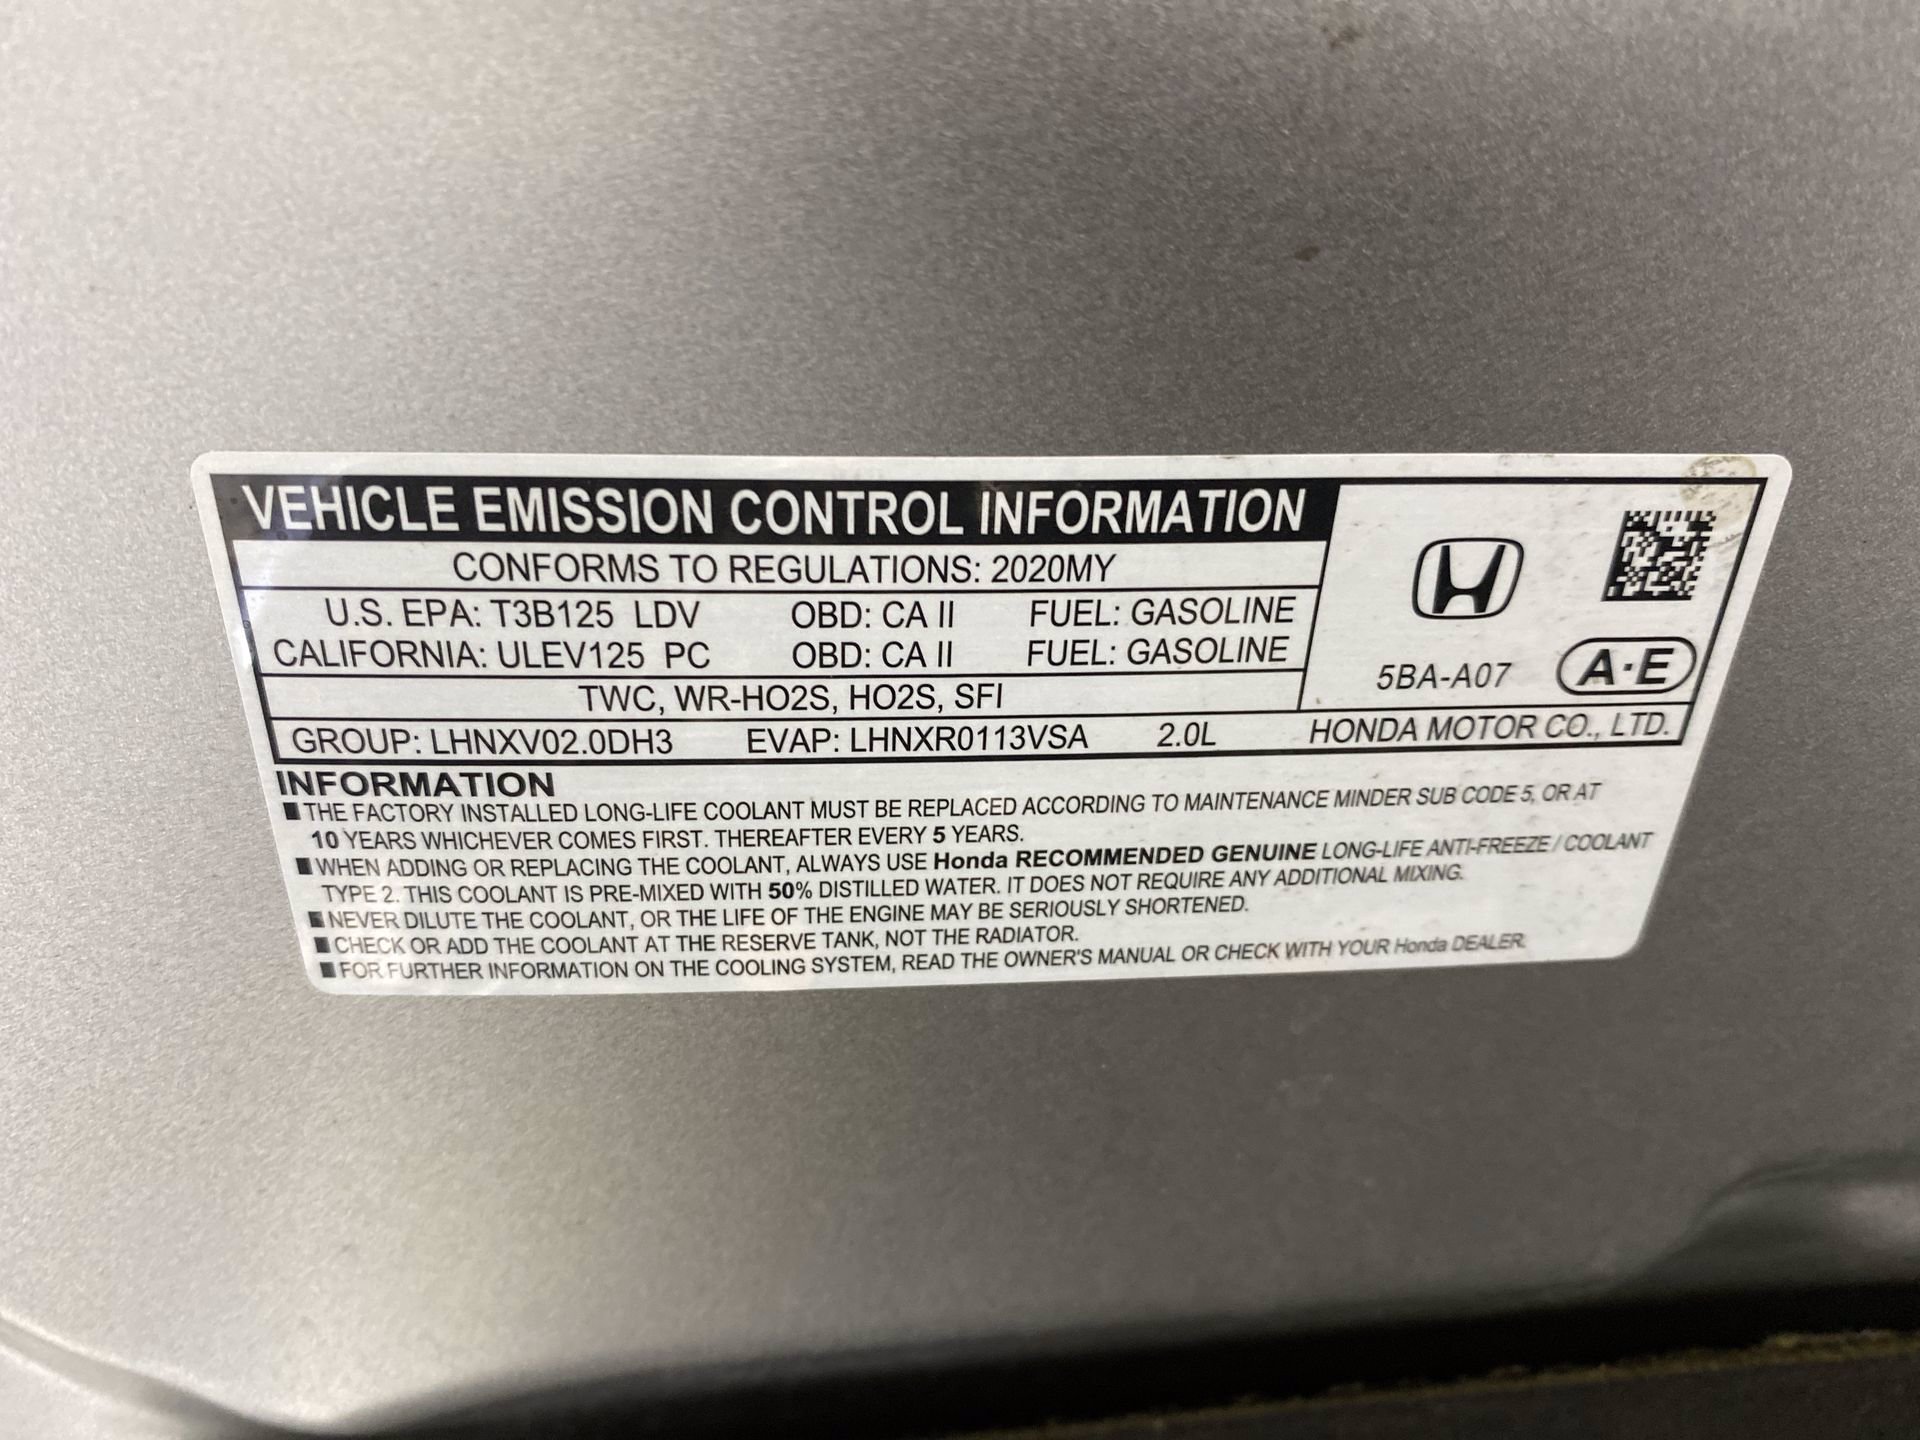 VEHICLE EMISSION CONTROL INFORMATION
CONFORMS TO REGULATIONS: 2020MY
U.S. EPA: T3B125 LDV OBD: CA II FUEL: GASOLINE
CALIFORNIA: ULEV125 PC OBD: CA II FUEL: GASOLINE
TWC, WR-HO2S, HO2S, SFI
5BA-A07 A·E
GROUP: LHNXV02.0DH3 EVAP: LHNXR0113VSA 2.0L HONDA MOTOR CO., LTD.
INFORMATION
■ THE FACTORY INSTALLED LONG-LIFE COOLANT MUST BE REPLACED ACCORDING TO MAINTENANCE MINDER SUB CODE 5, OR AT
10 YEARS WHICHEVER COMES FIRST. THEREAFTER EVERY 5 YEARS.
■ WHEN ADDING OR REPLACING THE COOLANT, ALWAYS USE Honda RECOMMENDED GENUINE LONG-LIFE ANTI-FREEZE / COOLANT
TYPE 2. THIS COOLANT IS PRE-MIXED WITH 50% DISTILLED WATER. IT DOES NOT REQUIRE ANY ADDITIONAL MIXING.
■ NEVER DILUTE THE COOLANT, OR THE LIFE OF THE ENGINE MAY BE SERIOUSLY SHORTENED.
■ CHECK OR ADD THE COOLANT AT THE RESERVE TANK, NOT THE RADIATOR.
■ FOR FURTHER INFORMATION ON THE COOLING SYSTEM, READ THE OWNER'S MANUAL OR CHECK WITH YOUR Honda DEALER.